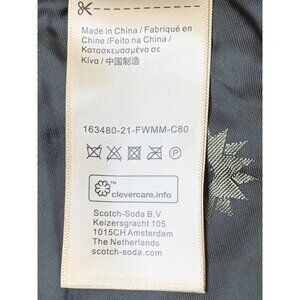 Made in China / Fabriqué en
Chine /Feito na China /
Κατασκευασμένο σε
Κίνα / 中国制造
163480-21-FWMM-C80
P
TM
clevercare.info
Scotch-Soda B.V
Keizersgracht 105
1015CH Amsterdam
The Netherlands
scotch-soda.com